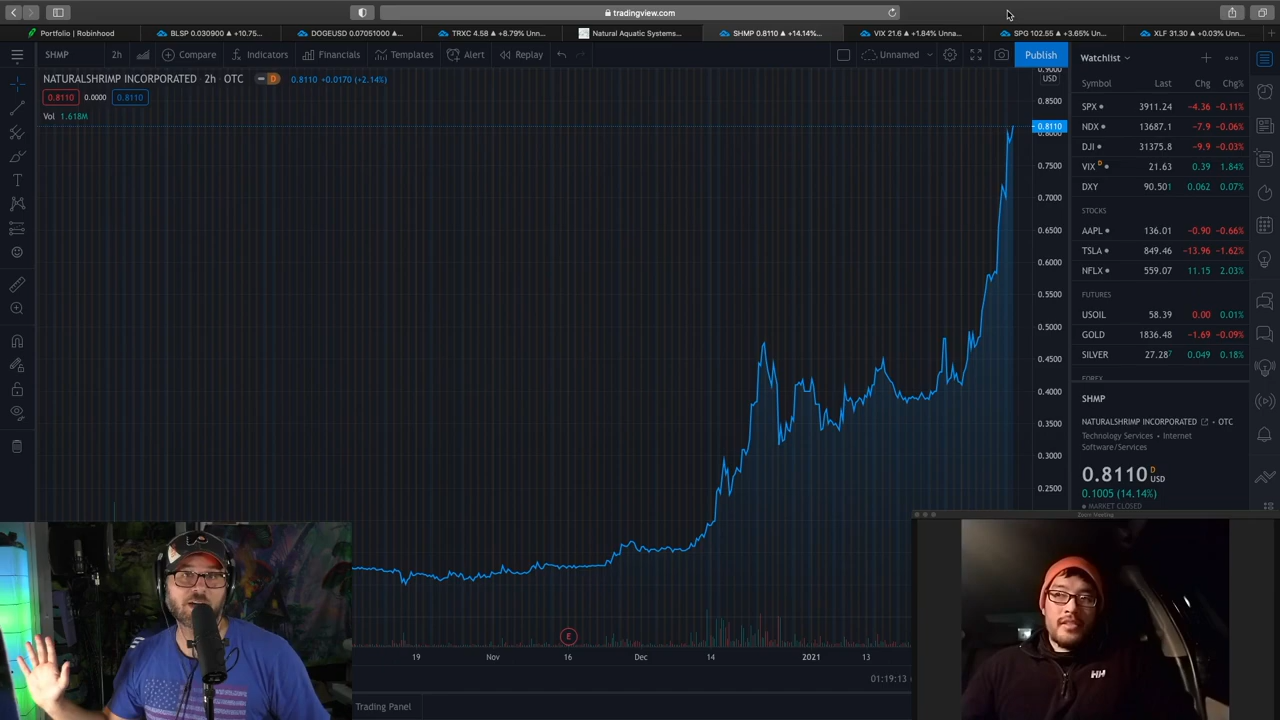 tradingview.com
Portfolio | Robinhood
BLSP 0.030900 ▲ +10.75...
DOGEUSD 0.07051000 ▲...
TRXC 4.58 ▲ +8.79% Unn...
Natural Aquatic Systems...
SHMP 0.8110 ▲ +14.14%...
VIX 21.6 ▲ +1.84% Unna...
SPG 102.55 ▲ +3.65% Un...
XLF 31.30 ▲ +0.03% Unn...
SHMP 2h Compare Indicators Financials Templates Alert Replay Unnamed Publish
NATURALSHRIMP INCORPORATED 2h OTC D 0.8110 +0.0170 (+2.14%)
0.8110 0.0000 0.8110
Vol 1.618M
0.9000
USD
0.8500
0.8110
0.8000
0.7500
0.7000
0.6500
0.6000
0.5500
0.5000
0.4500
0.4000
0.3500
0.3000
0.2500
E
19 Nov 16 Dec 14 2021 13
01:19:13
Trading Panel
Watchlist
Symbol Last Chg Chg%
SPX 3911.24 −4.36 −0.11%
NDX 13687.1 −7.9 −0.06%
DJI 31375.8 −9.9 −0.03%
VIX D 21.63 0.39 1.84%
DXY 90.501 0.062 0.07%
STOCKS
AAPL 136.01 −0.90 −0.66%
TSLA 849.46 −13.96 −1.62%
NFLX 559.07 11.15 2.03%
FUTURES
USOIL 58.39 0.00 0.01%
GOLD 1836.48 −1.69 −0.09%
SILVER 27.287 0.049 0.18%
FOREX
SHMP
NATURALSHRIMP INCORPORATED OTC
Technology Services • Internet
Software/Services
0.8110 D USD
0.1005 (14.14%)
MARKET CLOSED
Zoom Meeting
HH